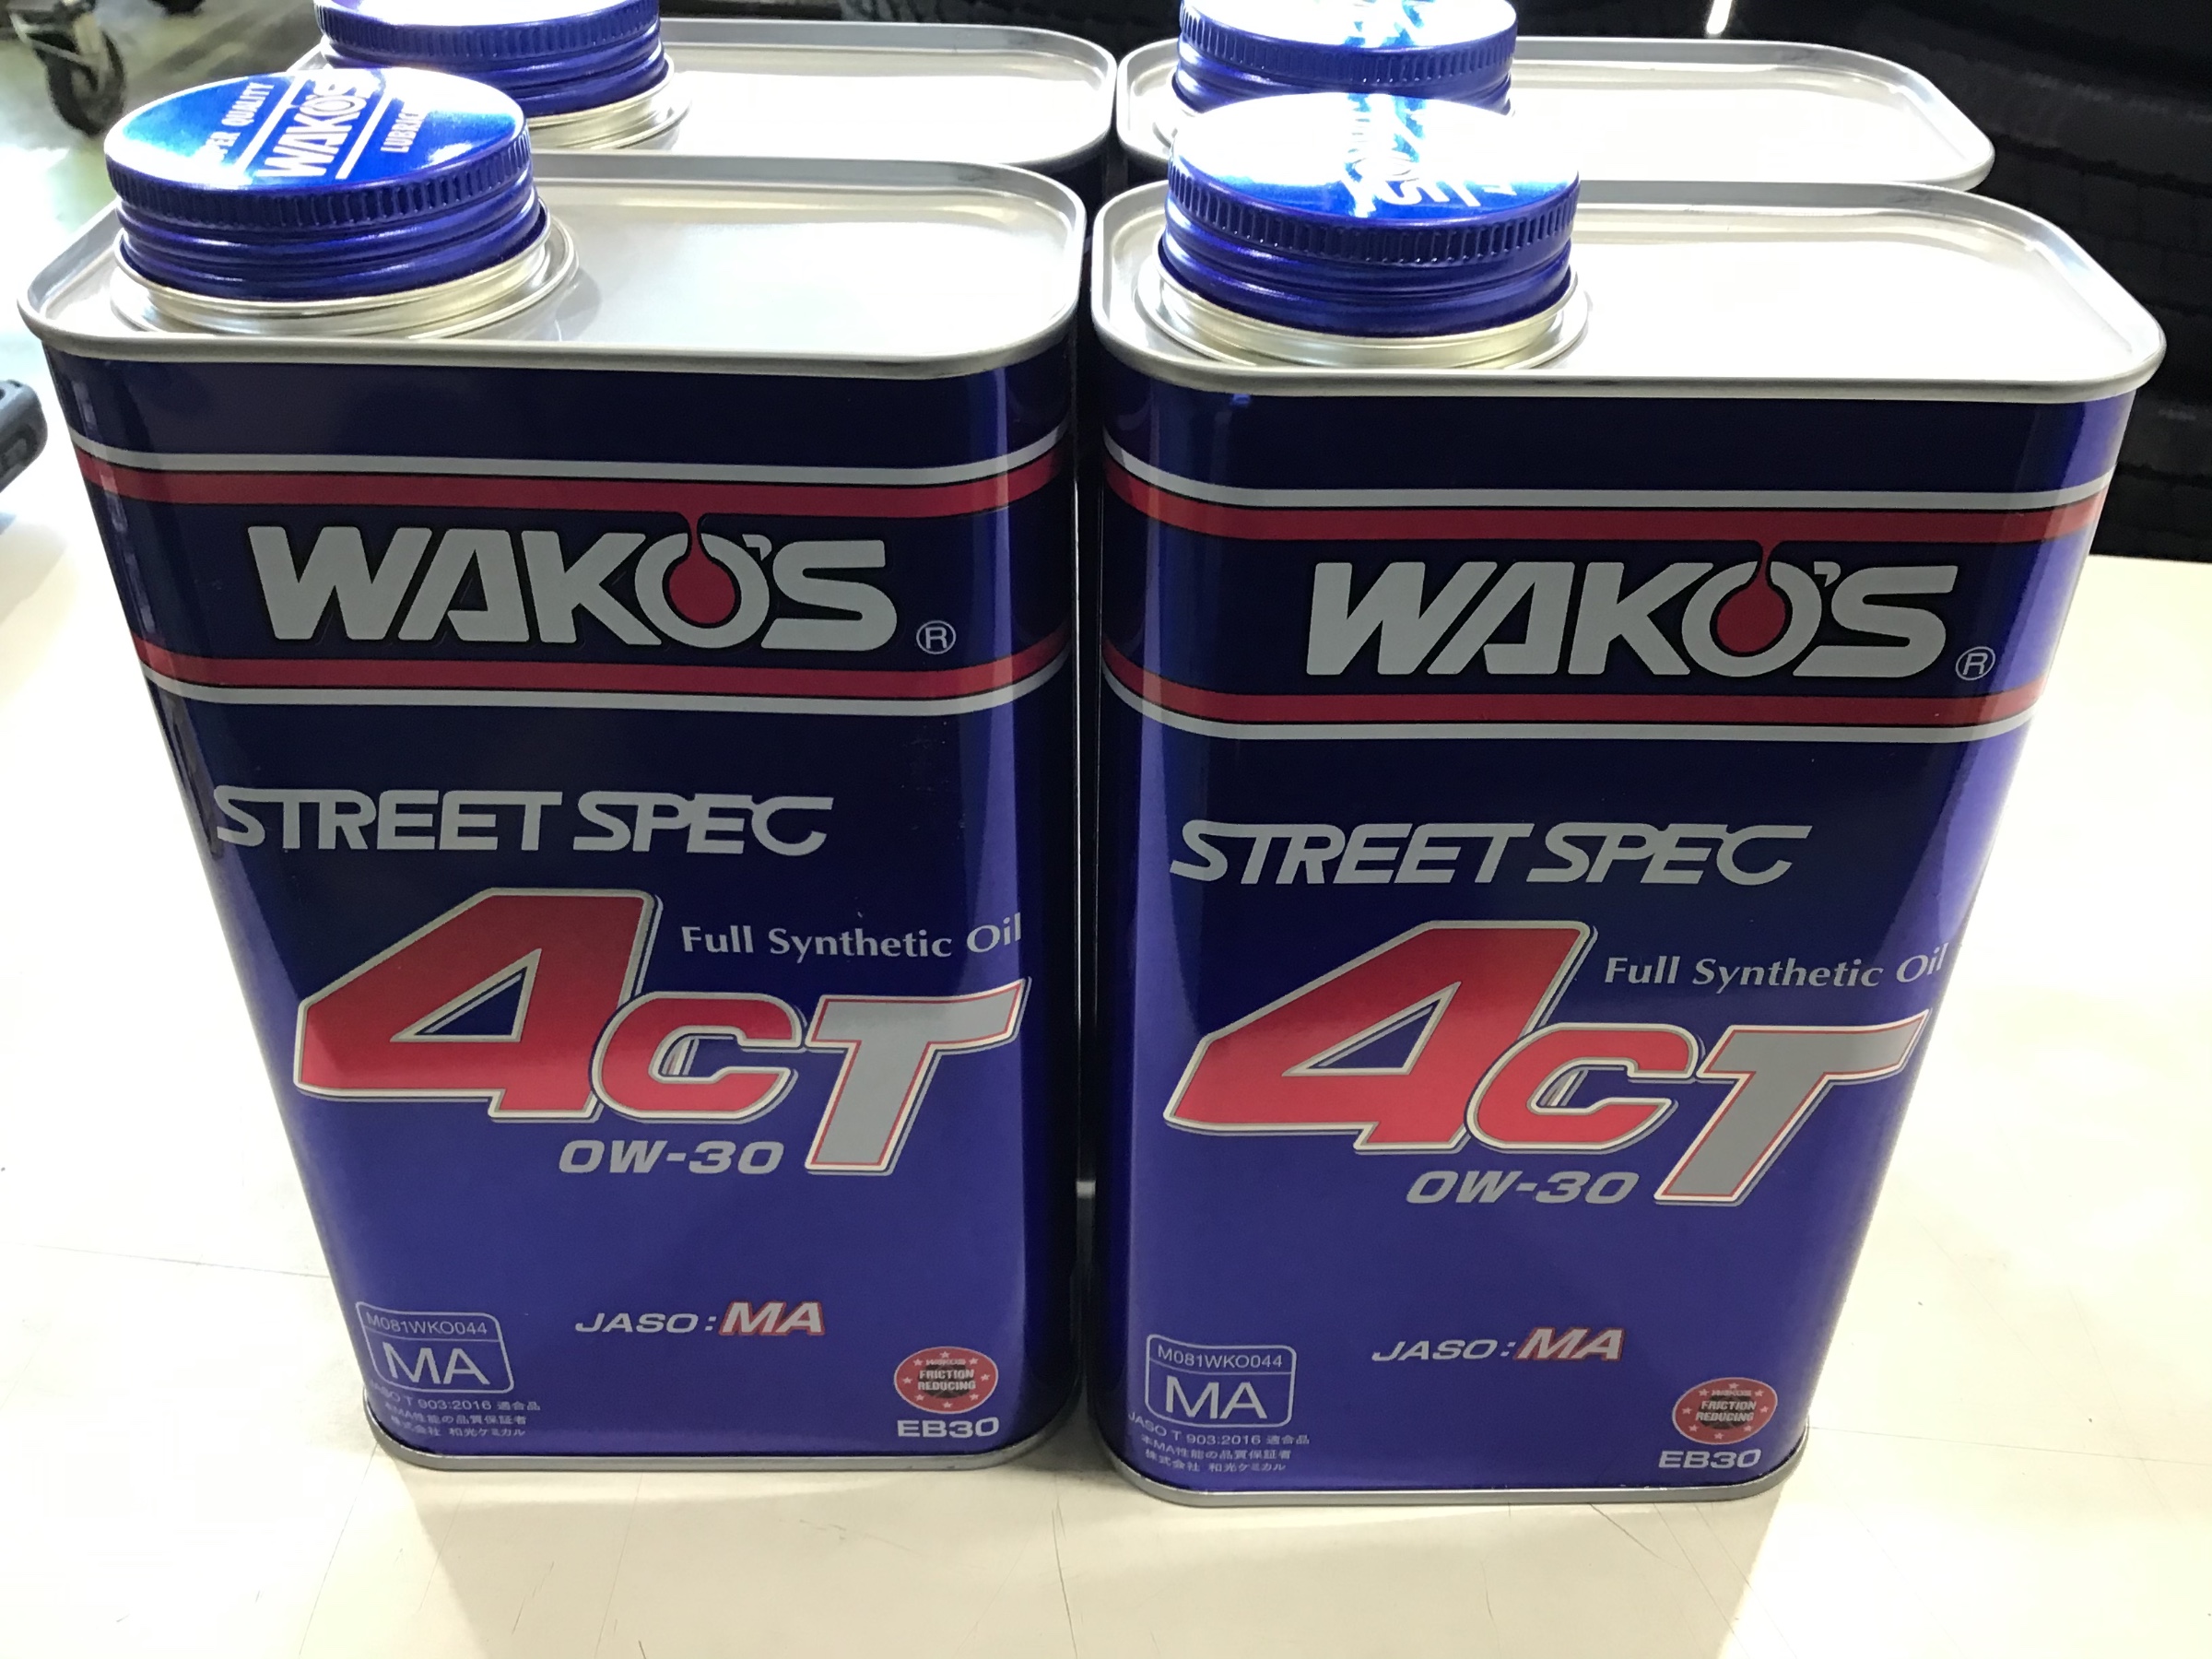 WAKO'S
WAKO'S ®
STREET SPEC
Full Synthetic Oil
4CT
0W-30
JASO:MA
M081WKO044
MA
JASO T 903:2016 適合品
本MA性能の品質保証者
株式会社 和光ケミカル
FRICTION
REDUCING
EB30
WAKO'S ®
STREET SPEC
Full Synthetic Oil
4CT
0W-30
JASO:MA
M081WKO044
MA
JASO T 903:2016 適合品
本MA性能の品質保証者
株式会社 和光ケミカル
WAKO'S
FRICTION
REDUCING
EB30